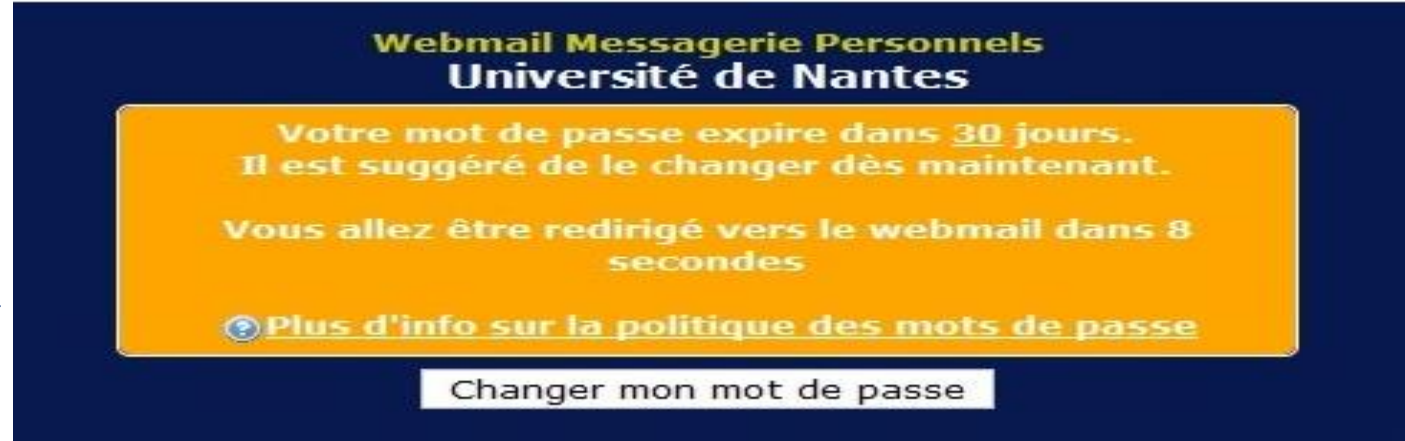 Webmail Messagerie Personnels
Université de Nantes
Votre mot de passe expire dans 30 jours.
Il est suggéré de le changer dès maintenant.
Vous allez être redirigé vers le webmail dans 8
secondes
Plus d'info sur la politique des mots de passe
Changer mon mot de passe